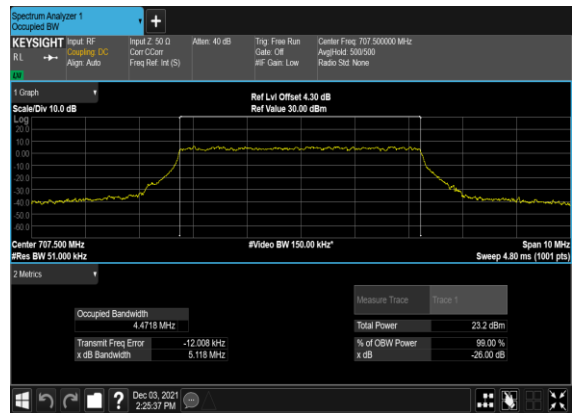 Spectrum Analyzer 1
Occupied BW
+
KEYSIGHT Input: RF Input Z: 50 Ω Atten: 40 dB Trig: Free Run Center Freq: 707.500000 MHz
R L Coupling: DC Corr CCorr Gate: Off Avg|Hold: 500/500
Align: Auto Freq Ref: Int (S) #IF Gain: Low Radio Std: None
LW
1 Graph
Ref Lvl Offset 4.30 dB
Scale/Div 10.0 dB Ref Value 30.00 dBm
Log
20.0
10.0
0.00
-10.0
-20.0
-30.0
-40.0
-50.0
-60.0
Center 707.500 MHz #Video BW 150.00 kHz* Span 10 MHz
#Res BW 51.000 kHz Sweep 4.80 ms (1001 pts)
2 Metrics
Measure Trace Trace 1
Occupied Bandwidth
4.4718 MHz Total Power 23.2 dBm
Transmit Freq Error -12.008 kHz % of OBW Power 99.00 %
x dB Bandwidth 5.118 MHz x dB -26.00 dB
? Dec 03, 2021
2:25:37 PM